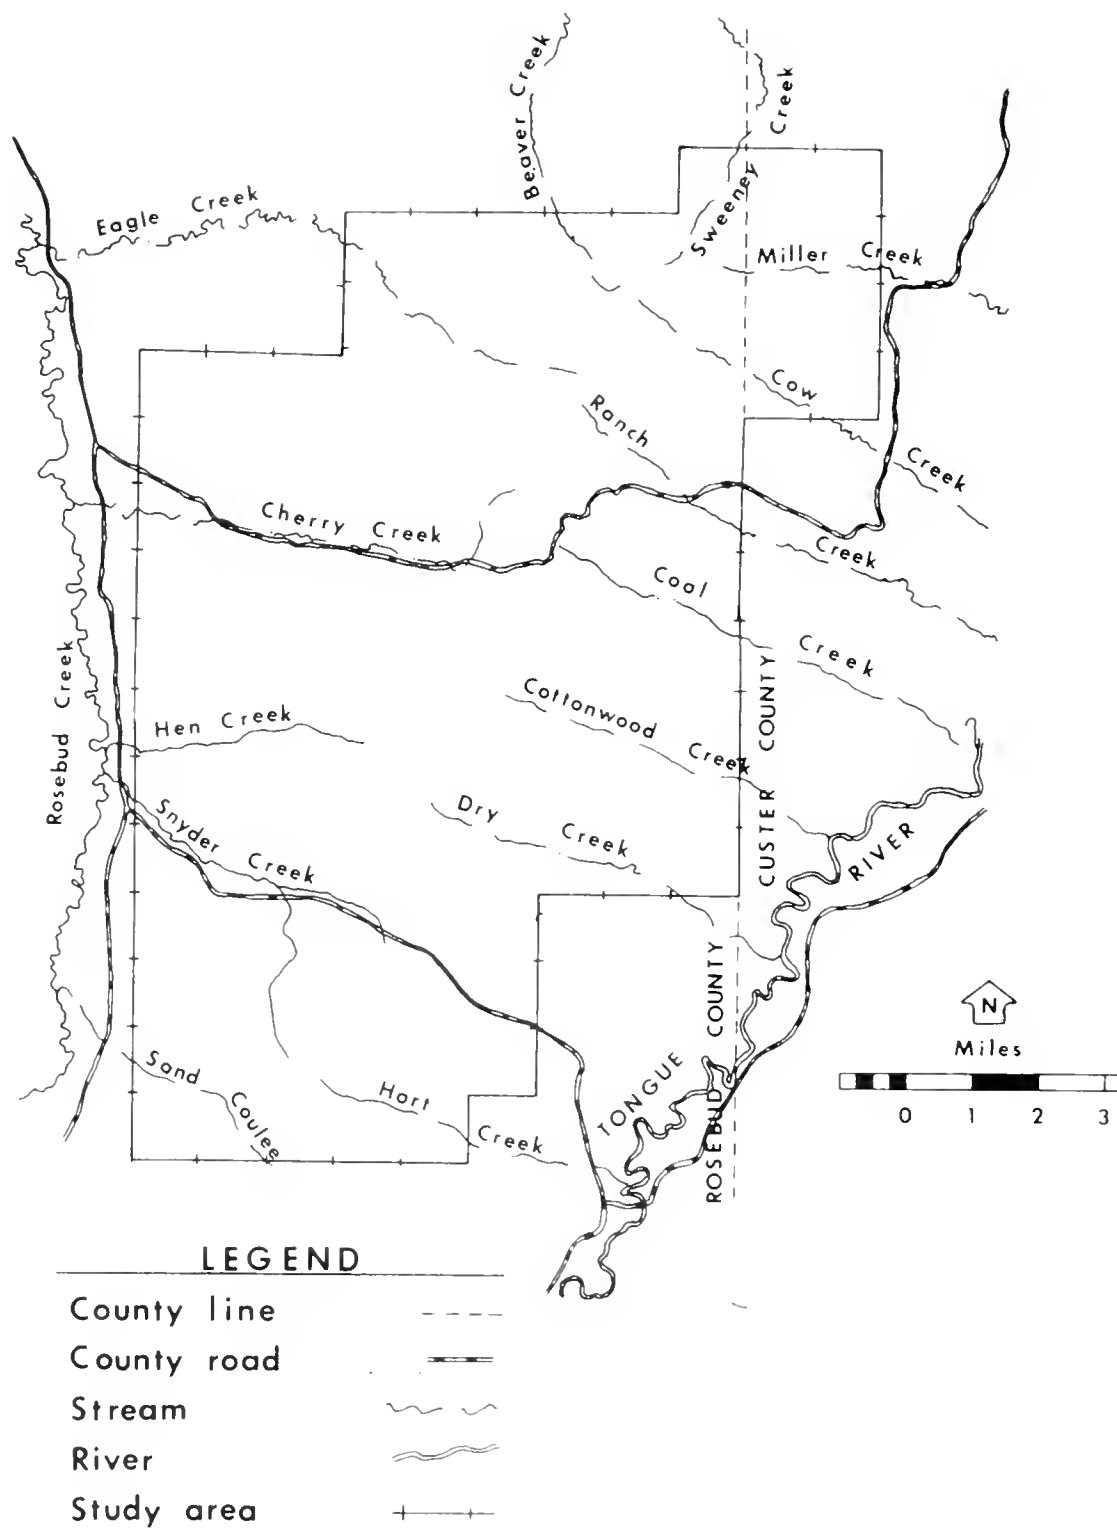 Beaver Creek
Sweeney Creek
Eagle Creek
Miller Creek
Cow Creek
Ranch Creek
Cherry Creek
Coal Creek
Rosebud Creek
Hen Creek
Cottonwood Creek
CUSTER COUNTY
Snyder Creek
Dry Creek
RIVER
ROSEBUD COUNTY
TONGUE
Sand Coulee
Hart Creek
N
Miles
0 1 2 3
LEGEND
County line
County road
Stream
River
Study area